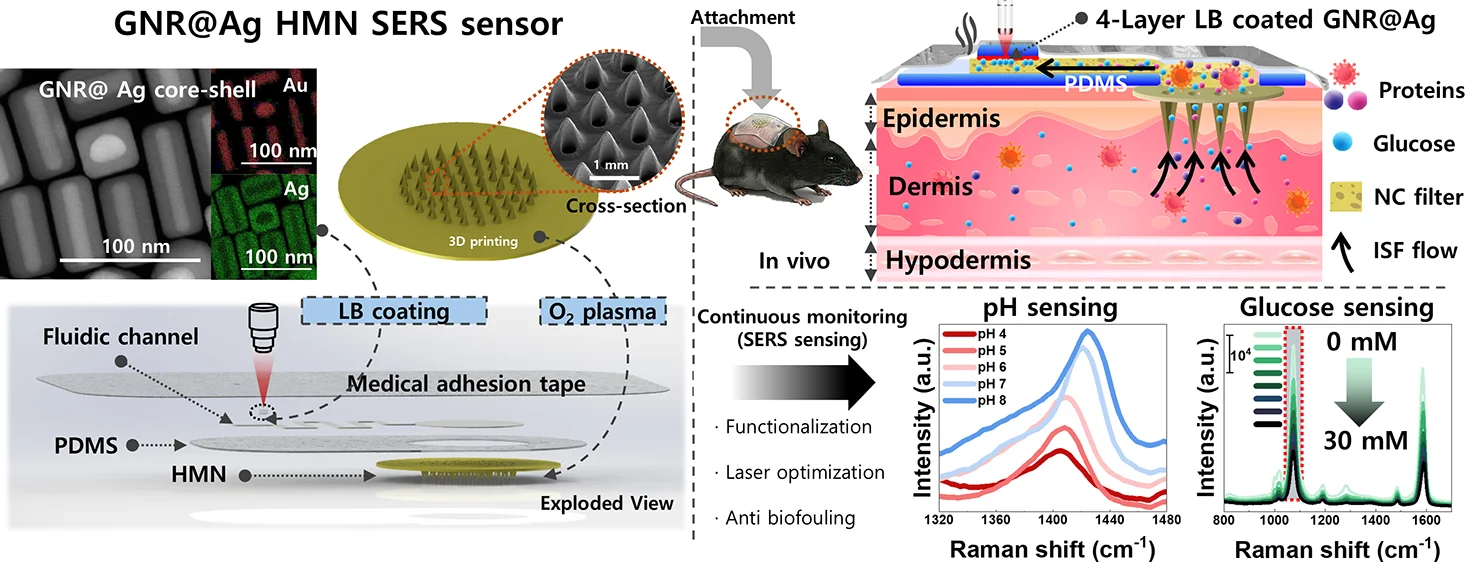 GNR@Ag HMN SERS sensor
GNR@ Ag core-shell
Au
100 nm
Ag
100 nm
100 nm
1 mm
Cross-section
3D printing
LB coating
O2 plasma
Fluidic channel
Medical adhesion tape
PDMS
HMN
Exploded View
Attachment
In vivo
4-Layer LB coated GNR@Ag
PDMS
Epidermis
Dermis
Hypodermis
Proteins
Glucose
NC filter
ISF flow
Continuous monitoring
(SERS sensing)
· Functionalization
· Laser optimization
· Anti biofouling
pH sensing
Intensity (a.u.)
pH 4
pH 5
pH 6
pH 7
pH 8
1320 1360 1400 1440 1480
Raman shift (cm-1)
Glucose sensing
Intensity (a.u.)
10⁴
0 mM
30 mM
800 1000 1200 1400 1600
Raman shift (cm-1)